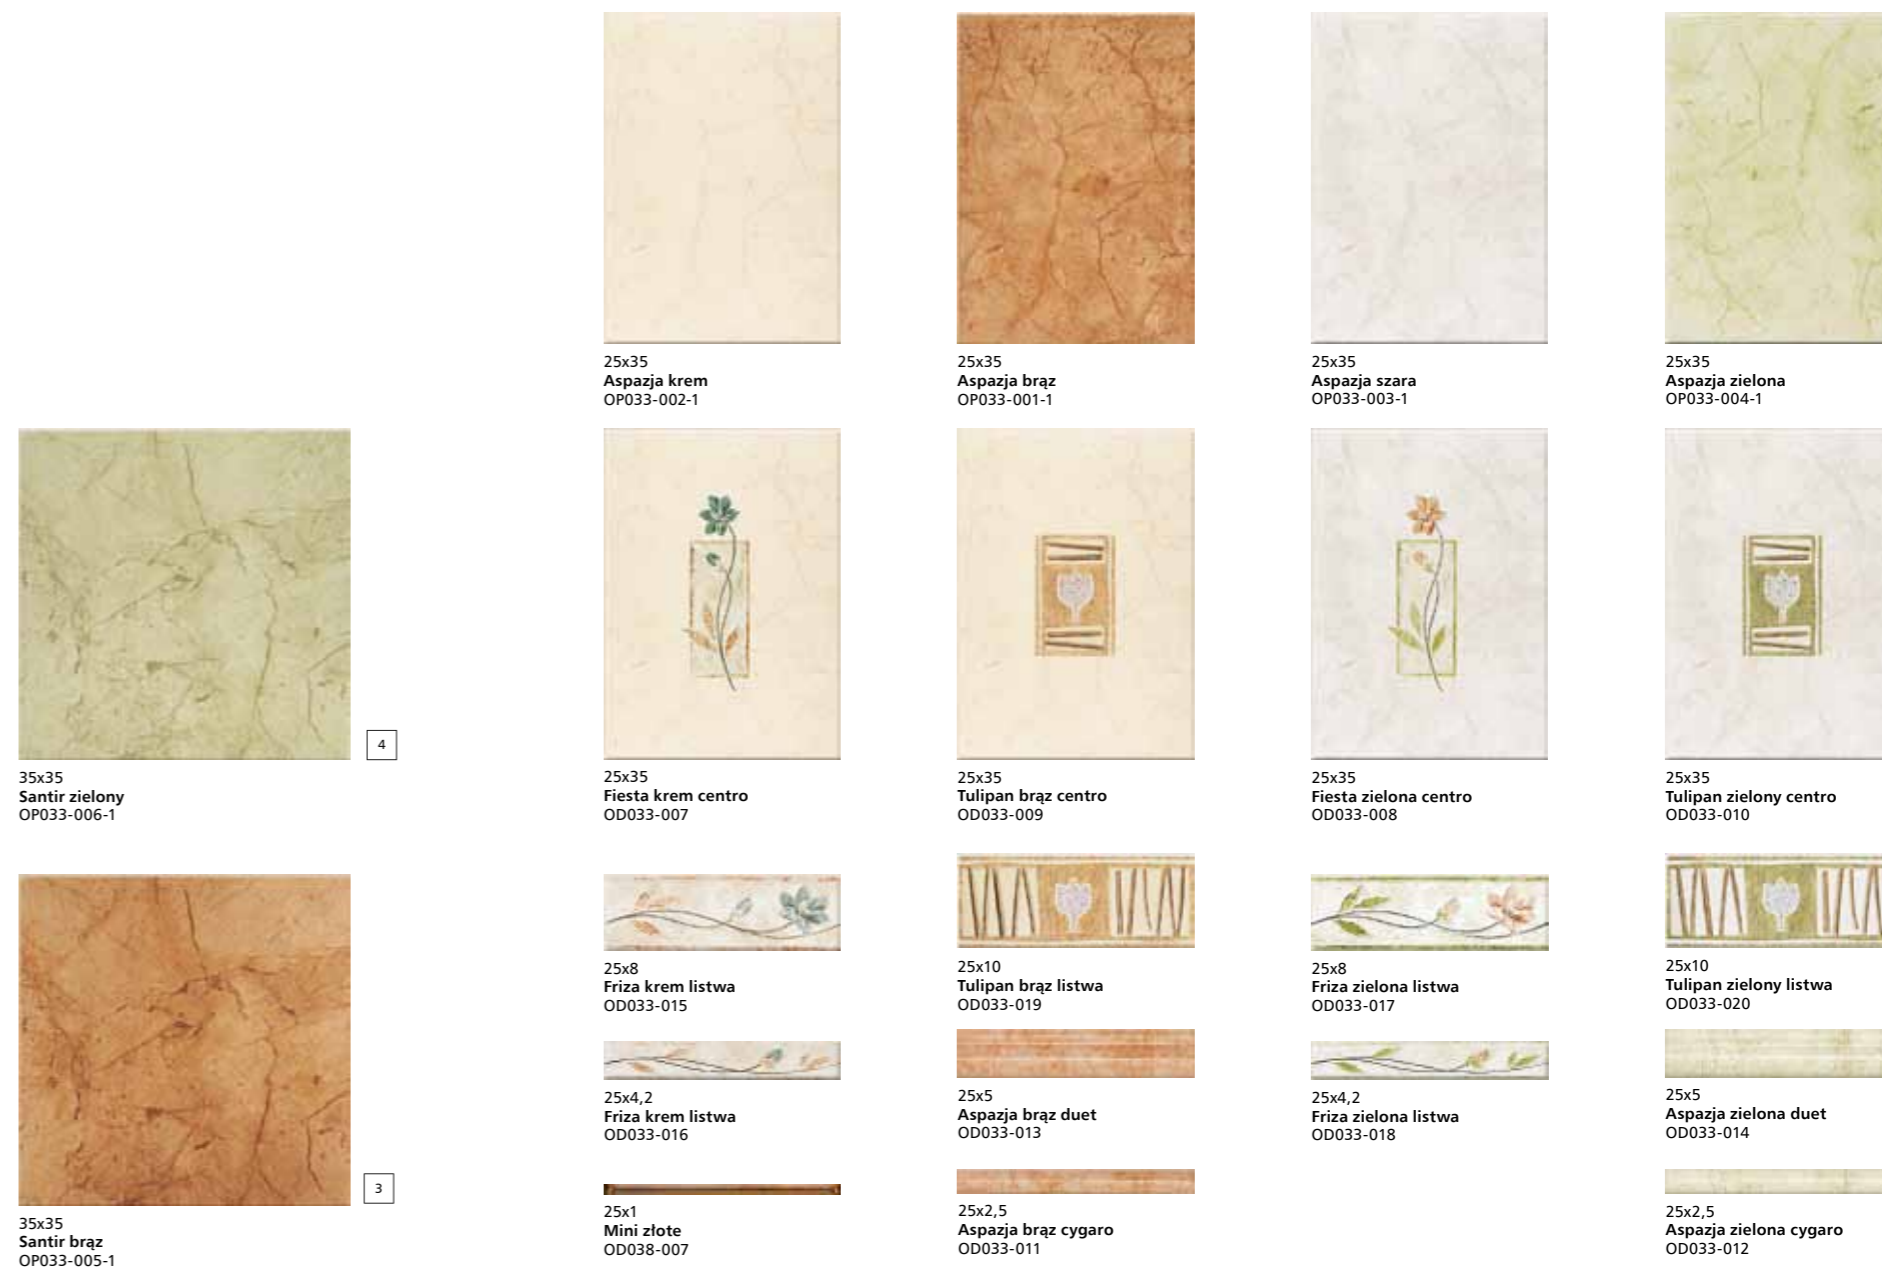 25x35
Aspazja krem
OP033-002-1
25x35
Aspazja brąz
OP033-001-1
25x35
Aspazja szara
OP033-003-1
25x35
Aspazja zielona
OP033-004-1
4
35x35
Santir zielony
OP033-006-1
25x35
Fiesta krem centro
OD033-007
25x35
Tulipan brąz centro
OD033-009
25x35
Fiesta zielona centro
OD033-008
25x35
Tulipan zielony centro
OD033-010
25x8
Friza krem listwa
OD033-015
25x10
Tulipan brąz listwa
OD033-019
25x8
Friza zielona listwa
OD033-017
25x10
Tulipan zielony listwa
OD033-020
25x4,2
Friza krem listwa
OD033-016
25x5
Aspazja brąz duet
OD033-013
25x4,2
Friza zielona listwa
OD033-018
25x5
Aspazja zielona duet
OD033-014
3
35x35
Santir brąz
OP033-005-1
25x1
Mini złote
OD038-007
25x2,5
Aspazja brąz cygaro
OD033-011
25x2,5
Aspazja zielona cygaro
OD033-012